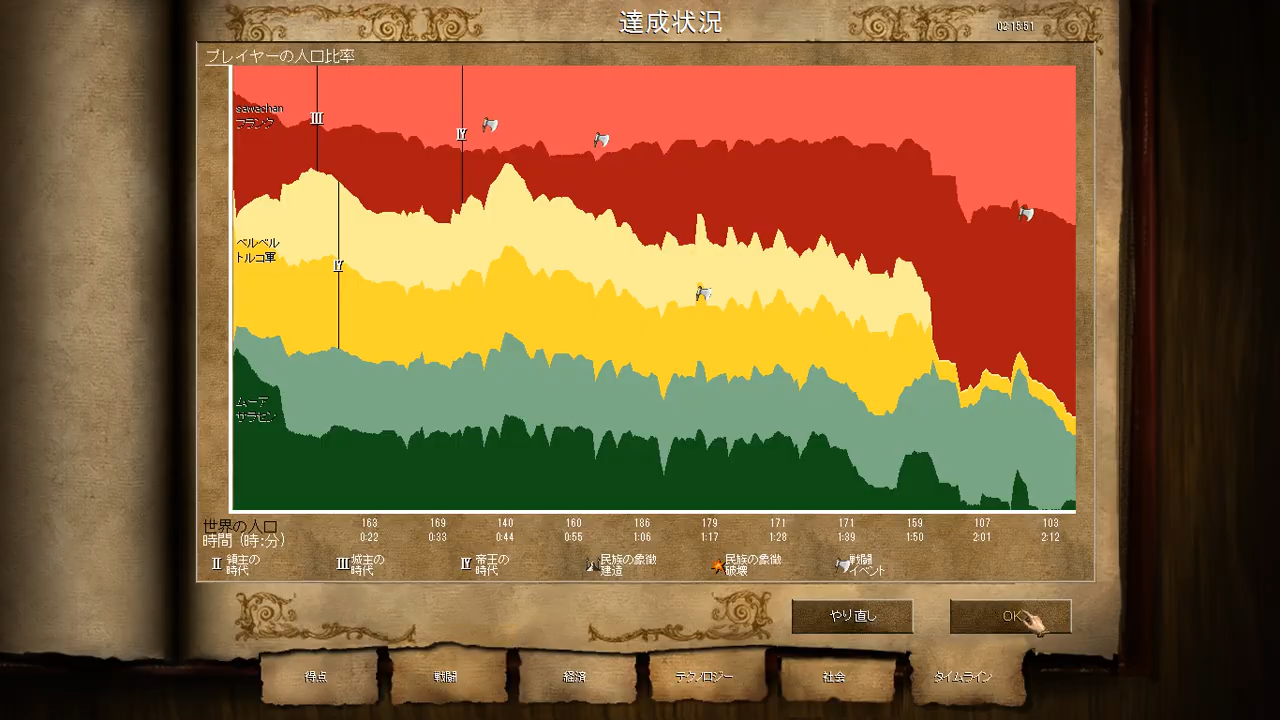 達成状況
02:15:51
プレイヤーの人口比率
sawachan
フランク
III
IV
ベルベル
トルコ軍
IV
ムーア
サラセン
世界の人口 168 169 140 160 186 179 171 171 159 107 103
時間 (時:分) 0:22 0:33 0:44 0:55 1:06 1:17 1:28 1:39 1:50 2:01 2:12
II 領主の時代 III 城主の時代 IV 帝王の時代 民族の象徴建造 民族の象徴破壊 戦闘イベント
やり直し OK
得点 戦闘 経済 テクノロジー 社会 タイムライン